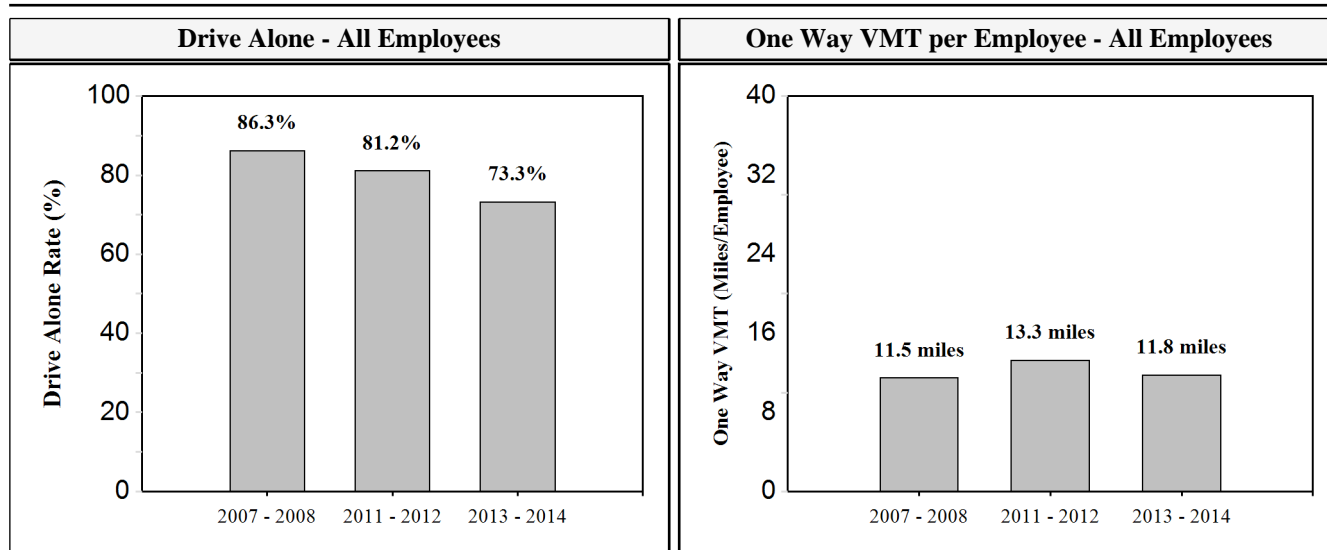 Drive Alone - All Employees
One Way VMT per Employee - All Employees
Drive Alone Rate (%)
100
80
60
40
20
0
86.3%
81.2%
73.3%
2007 - 2008
2011 - 2012
2013 - 2014
One Way VMT (Miles/Employee)
40
32
24
16
8
0
11.5 miles
13.3 miles
11.8 miles
2007 - 2008
2011 - 2012
2013 - 2014